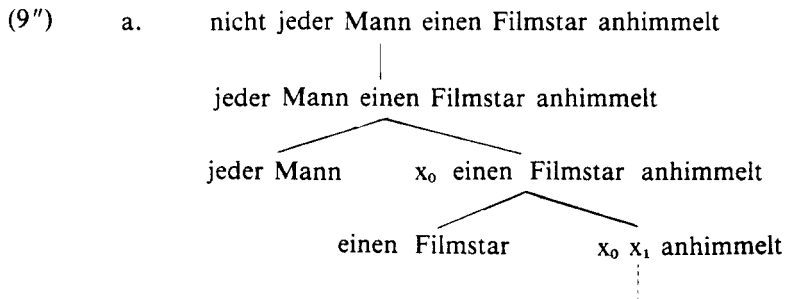 (9″) a. nicht jeder Mann einen Filmstar anhimmelt
jeder Mann einen Filmstar anhimmelt
jeder Mann x₀ einen Filmstar anhimmelt
einen Filmstar x₀ x₁ anhimmelt